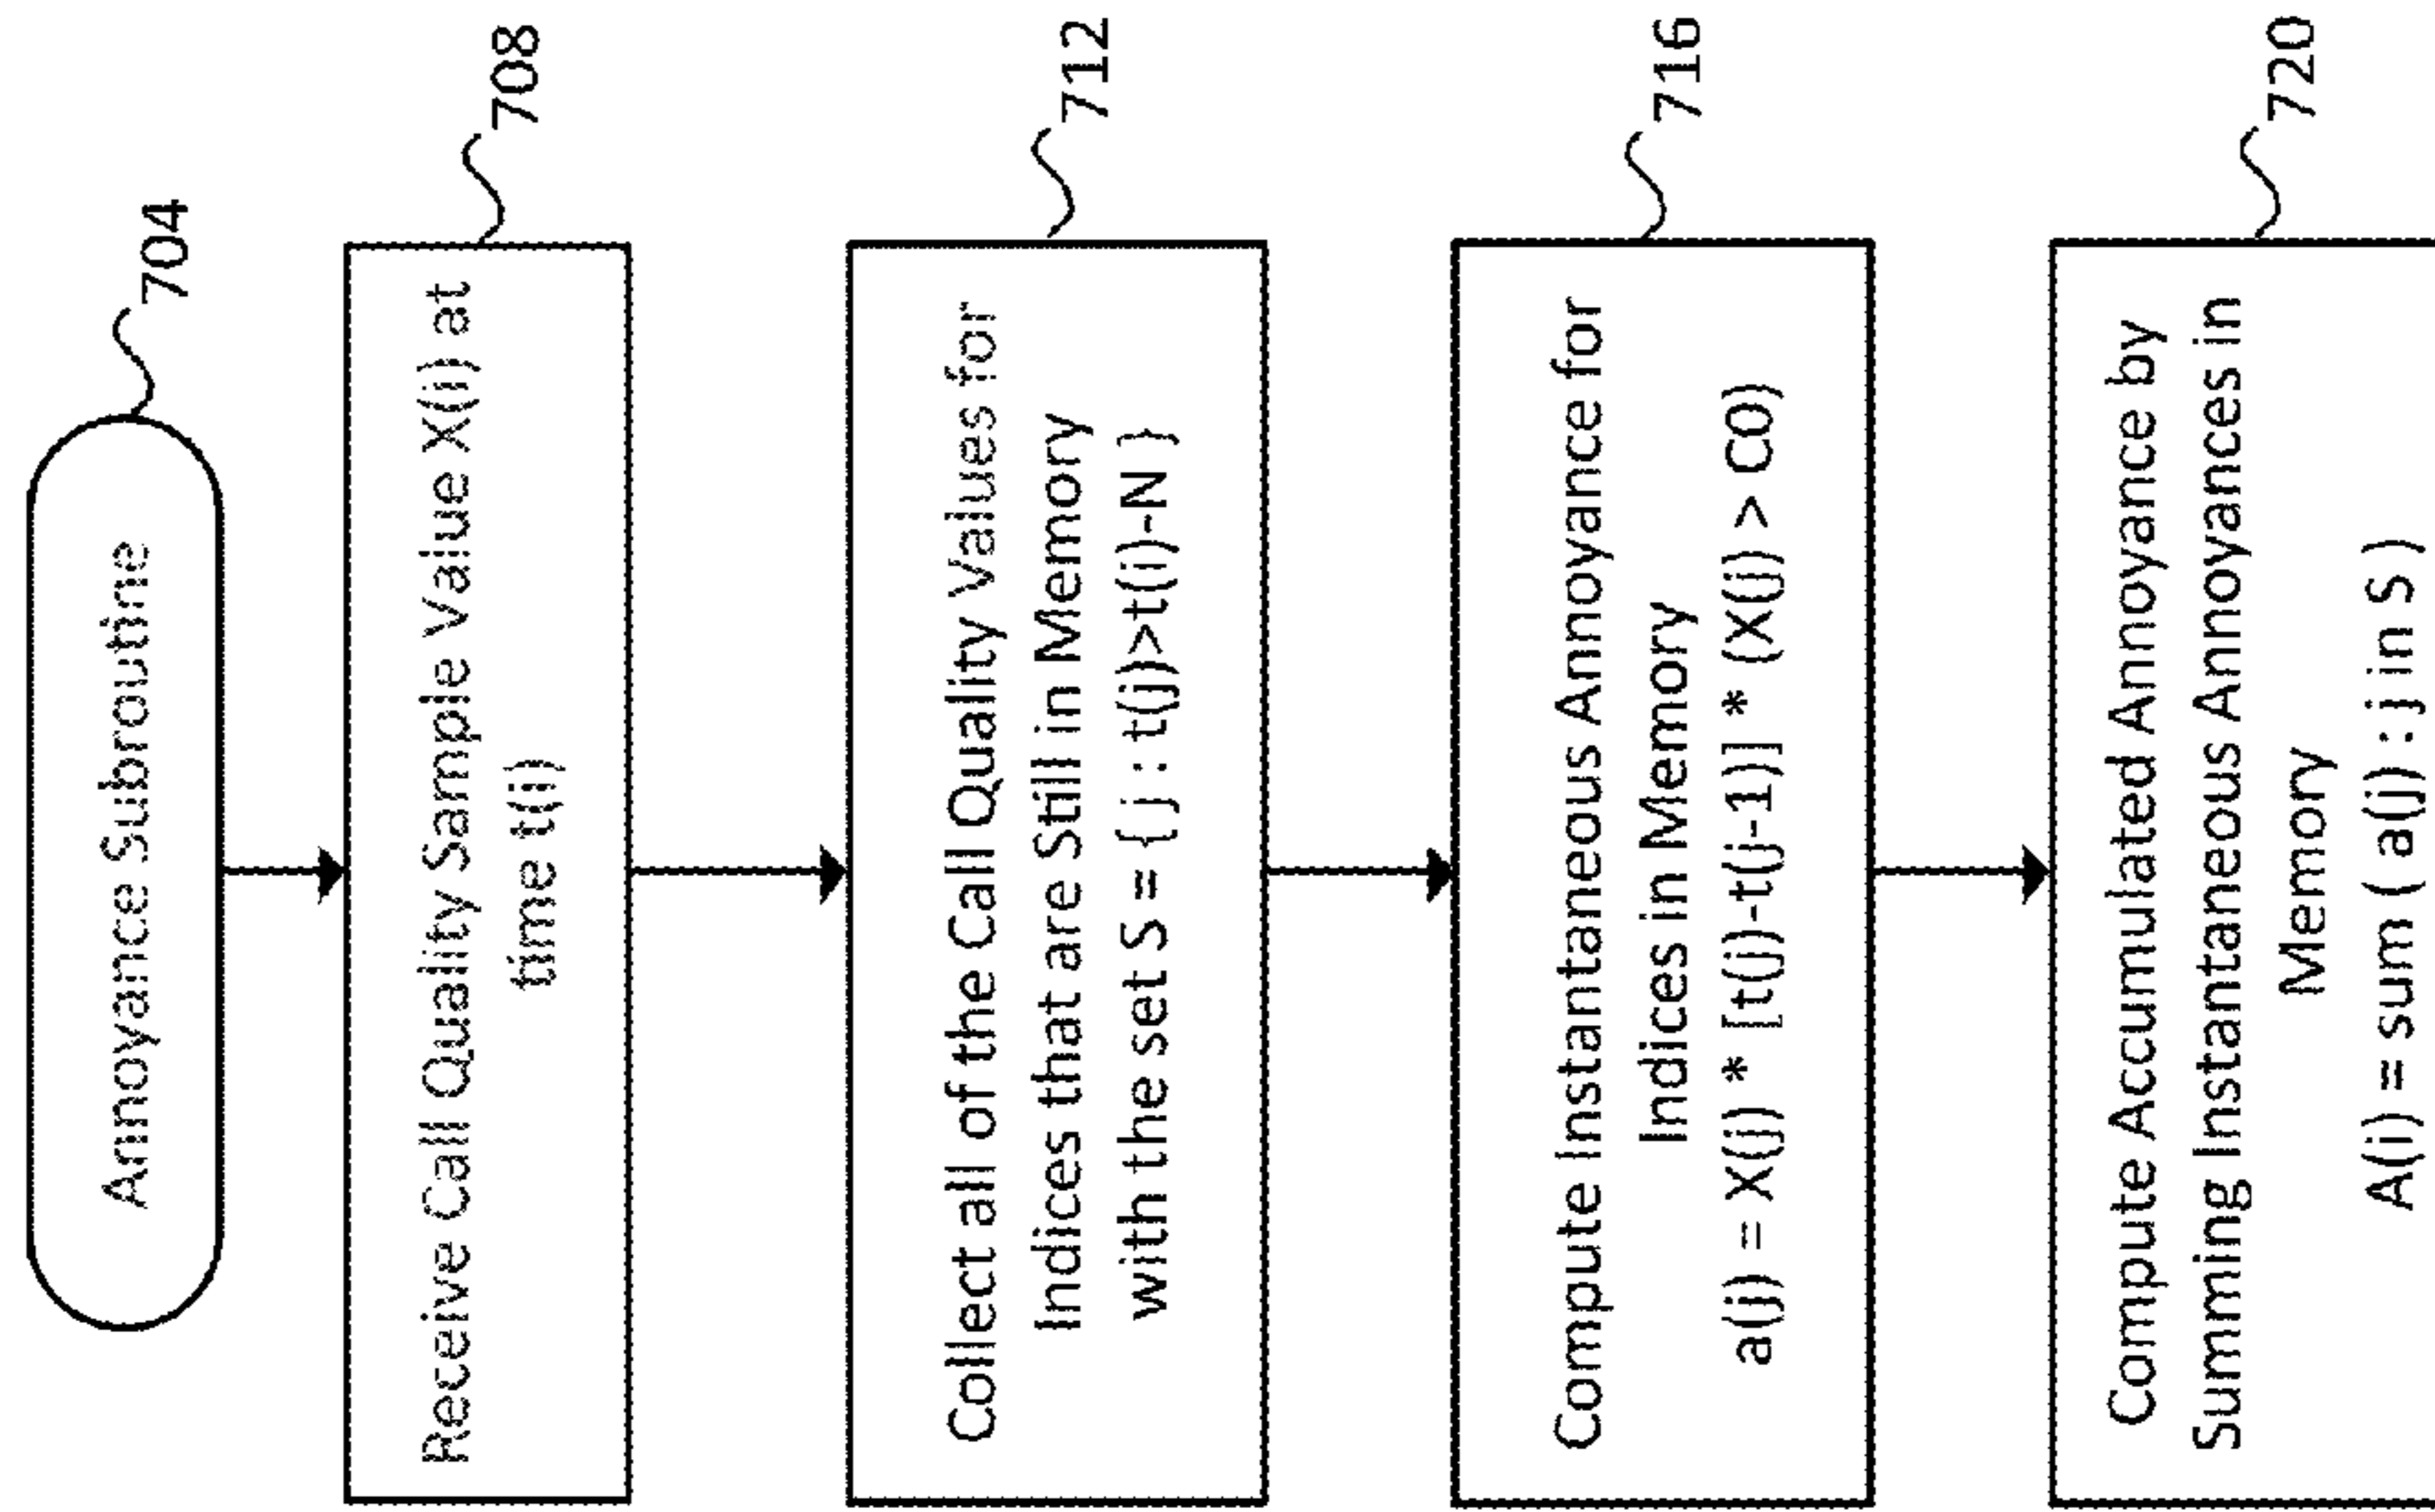 Annoyance Subroutine
704
Receive Call Quality Sample Value X(i) at
time t(i)
708
Collect all of the Call Quality Values for
Indices that are Still in Memory
with the set S = { j : t(j)>t(i)-N }
712
Compute Instantaneous Annoyance for
Indices in Memory
a(j) = X(j) * [t(j)-t(j-1)] * (X(j) > C0)
716
Compute Accumulated Annoyance by
Summing Instantaneous Annoyances in
Memory
A(i) = sum ( a(j) : j in S )
720